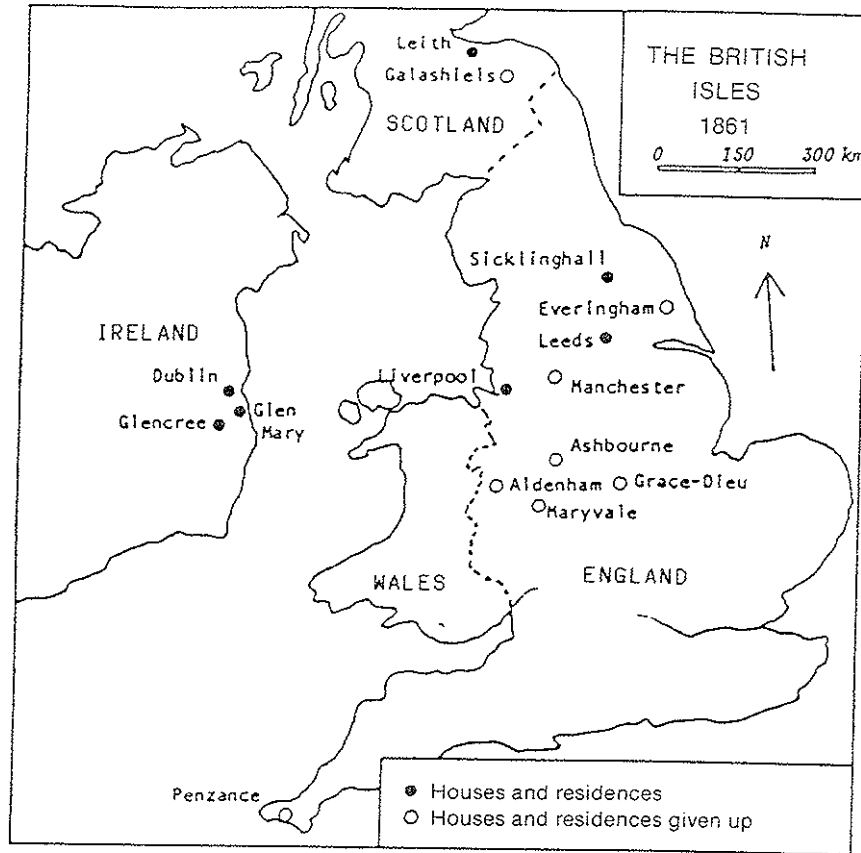 Leith
Galashiels
SCOTLAND
THE BRITISH
ISLES
1861
0 150 300 km
N
Sicklinghall
Everingham
Leeds
IRELAND
Dublin
Liverpool
Manchester
Glencree
Glen
Mary
Ashbourne
Aldenham
Grace-Dieu
Maryvale
WALES
ENGLAND
Penzance
Houses and residences
Houses and residences given up